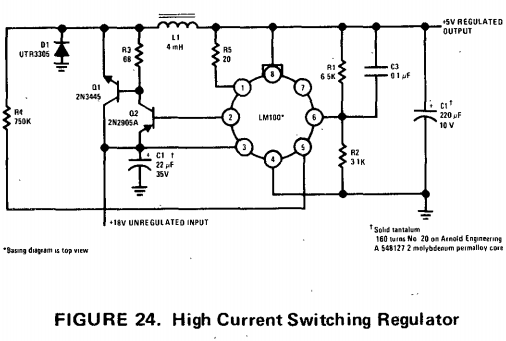 +5V REGULATED
OUTPUT
D1
UTR3305
L1
4 mH
R3
68
R5
20
R1
6.5K
C3
0.1 μF
Q1
2N3445
Q2
2N2905A
R4
750K
1
2
3
4
5
6
7
8
LM100*
C1 †
220 μF
10 V
+
R2
3.1K
+
C1 †
22 μF
35V
+18V UNREGULATED INPUT
*Basing diagram is top view
†Solid tantalum
160 turns No. 20 on Arnold Engineering
A 548127 2 molybdenum permalloy core
FIGURE 24. High Current Switching Regulator